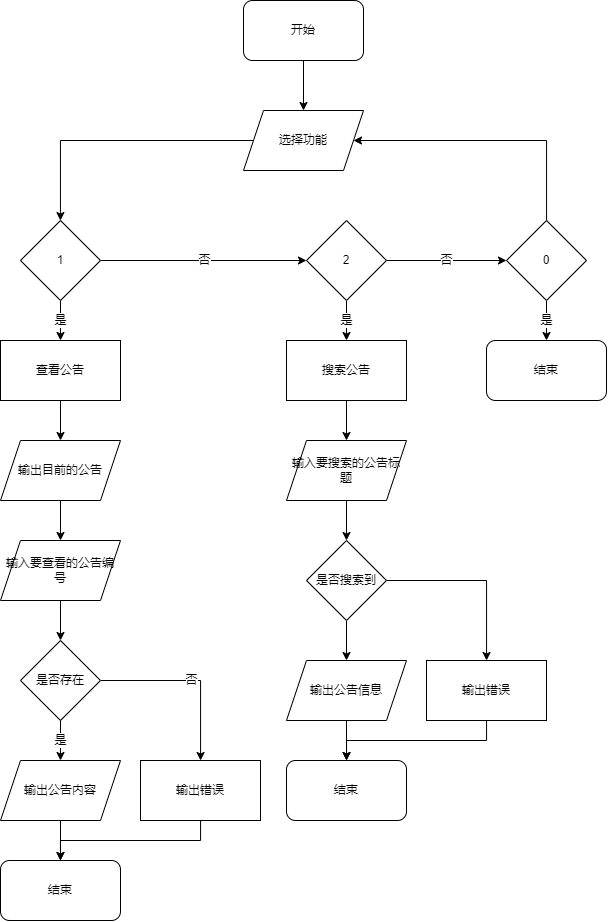 开始
选择功能
1
否
2
否
0
是
是
是
查看公告
搜索公告
结束
输出目前的公告
输入要搜索的公告标
题
输入要查看的公告编
号
是否搜索到
是否存在
否
输出公告信息
输出错误
是
输出公告内容
输出错误
结束
结束